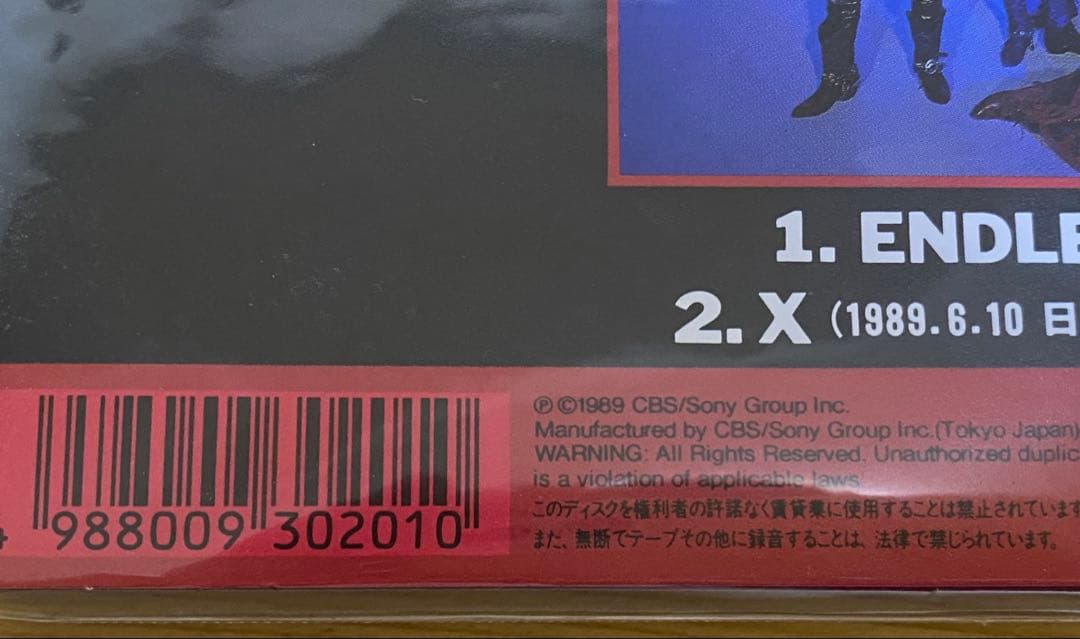 1. ENDLE
2. X (1989.6.10 日
4 988009 302010
Ⓟ©1989 CBS/Sony Group Inc.
Manufactured by CBS/Sony Group Inc.(Tokyo Japan)
WARNING: All Rights Reserved. Unauthorized duplic
is a violation of applicable laws.
このディスクを権利者の許諾なく賃貸業に使用することは禁止されています
また、無断でテープその他に録音することは、法律で禁じられています。